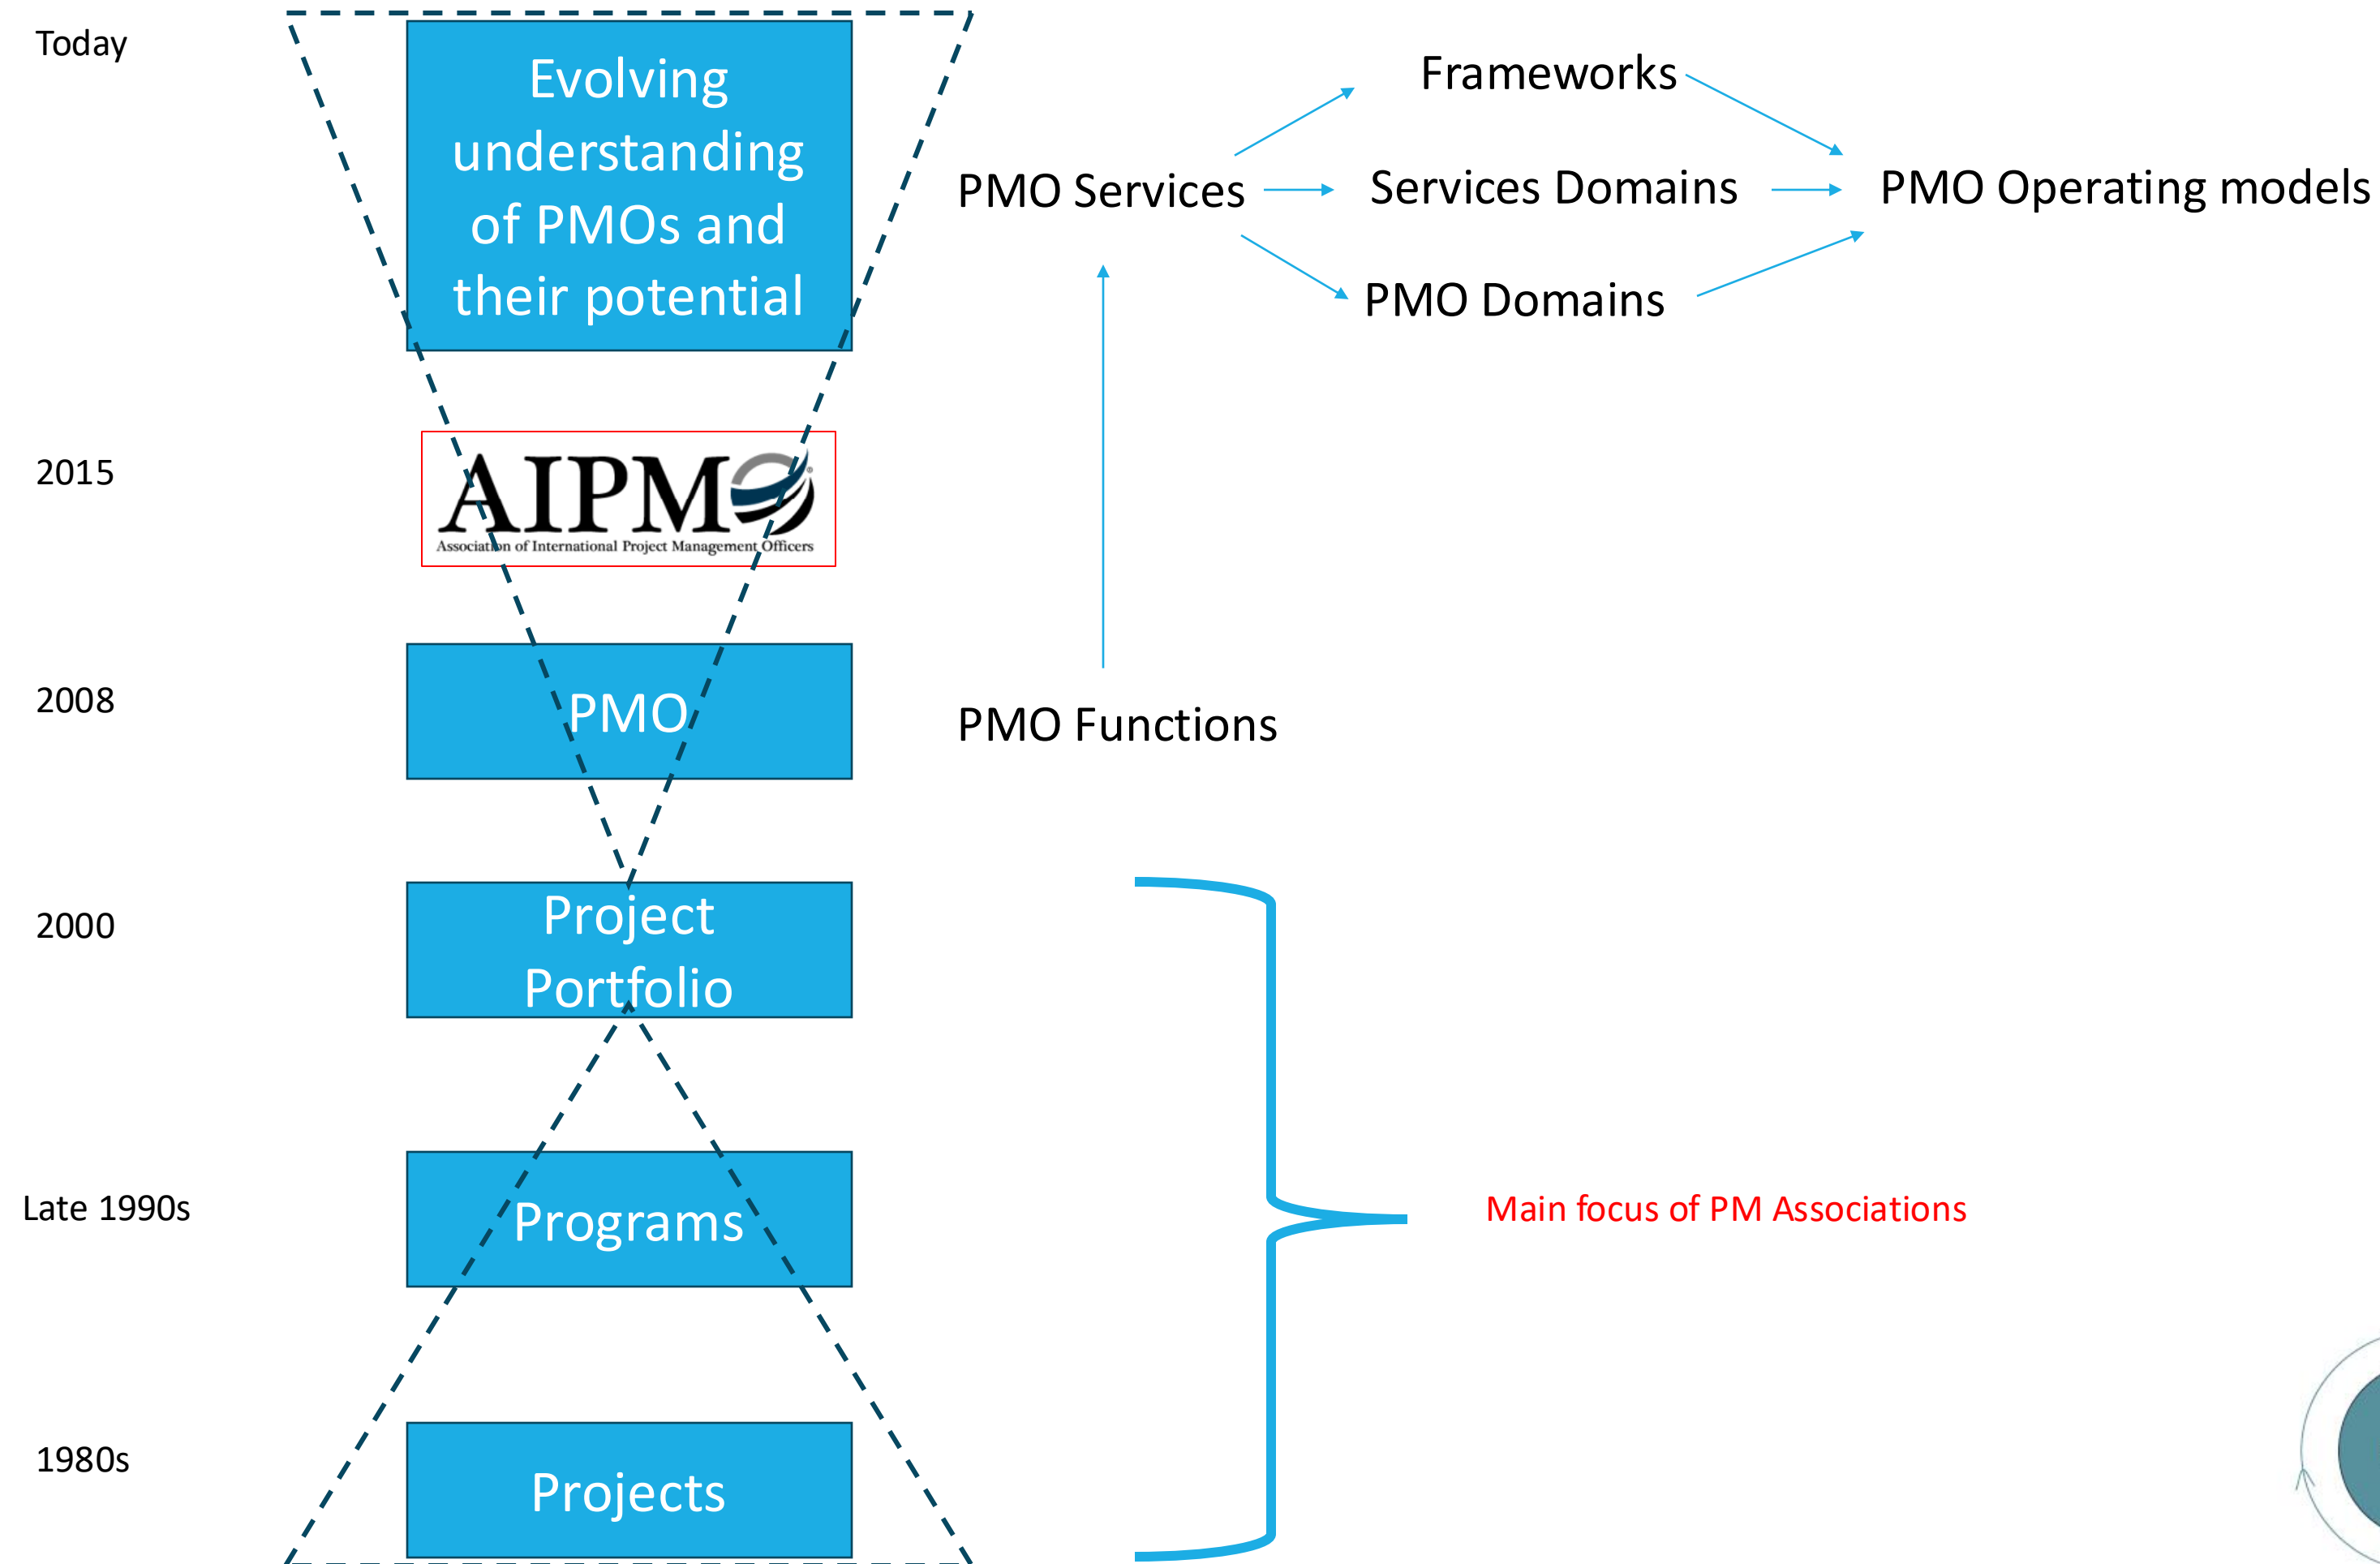 Today
Evolving
understanding
of PMOs and
their potential
Frameworks
PMO Services
Services Domains
PMO Operating models
PMO Domains
2015
AIPMO®
Association of International Project Management Officers
2008
PMO
PMO Functions
2000
Project
Portfolio
Late 1990s
Programs
Main focus of PM Associations
1980s
Projects